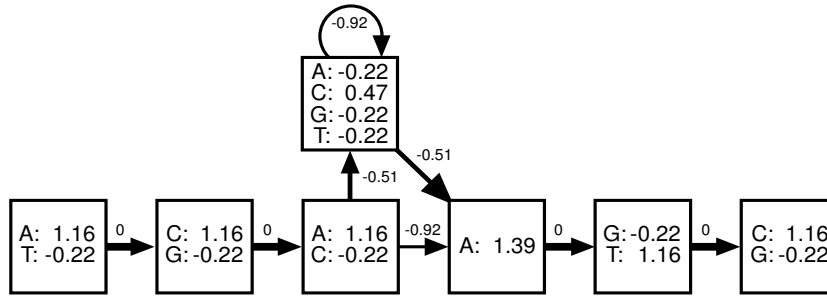 -0.92
A: -0.22
C: 0.47
G: -0.22
T: -0.22
-0.51
-0.51
A: 1.16
T: -0.22
0
C: 1.16
G: -0.22
0
A: 1.16
C: -0.22
-0.92
A: 1.39
0
G: -0.22
T: 1.16
0
C: 1.16
G: -0.22